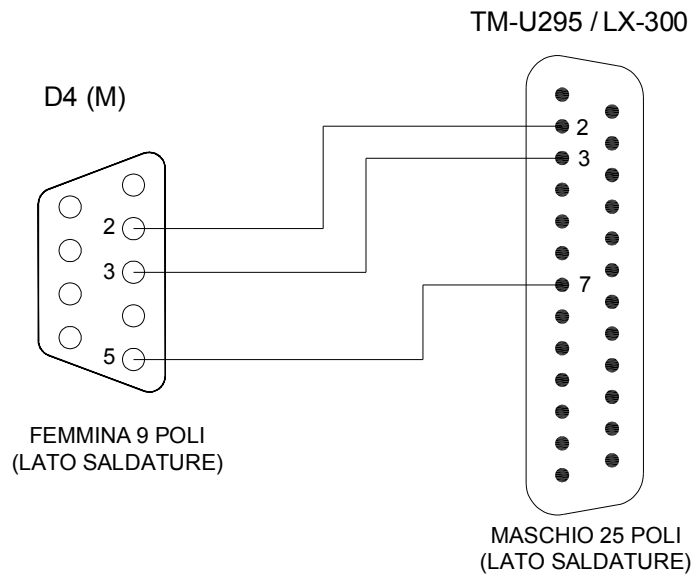 TM-U295 / LX-300
D4 (M)
2
3
5
2
3
7
FEMMINA 9 POLI
(LATO SALDATURE)
MASCHIO 25 POLI
(LATO SALDATURE)